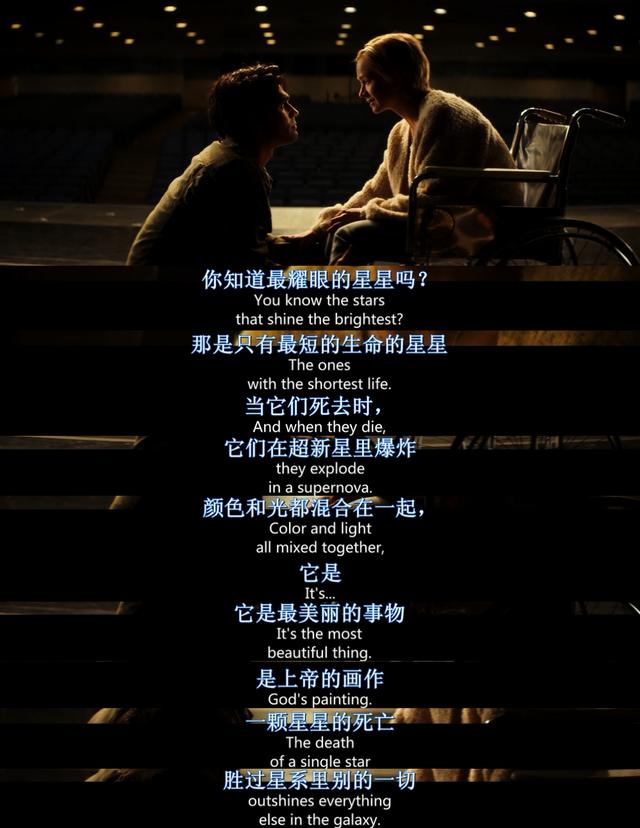 你知道最耀眼的星星吗?
You know the stars
that shine the brightest?
那是只有最短的生命的星星
The ones
with the shortest life.
当它们死去时，
And when they die,
它们在超新星里爆炸
they explode
in a supernova.
颜色和光都混合在一起，
Color and light
all mixed together,
它是
It's...
它是最美丽的事物
It's the most
beautiful thing.
是上帝的画作
God's painting.
一颗星星的死亡
The death
of a single star
胜过星系里别的一切
outshines everything
else in the galaxy.